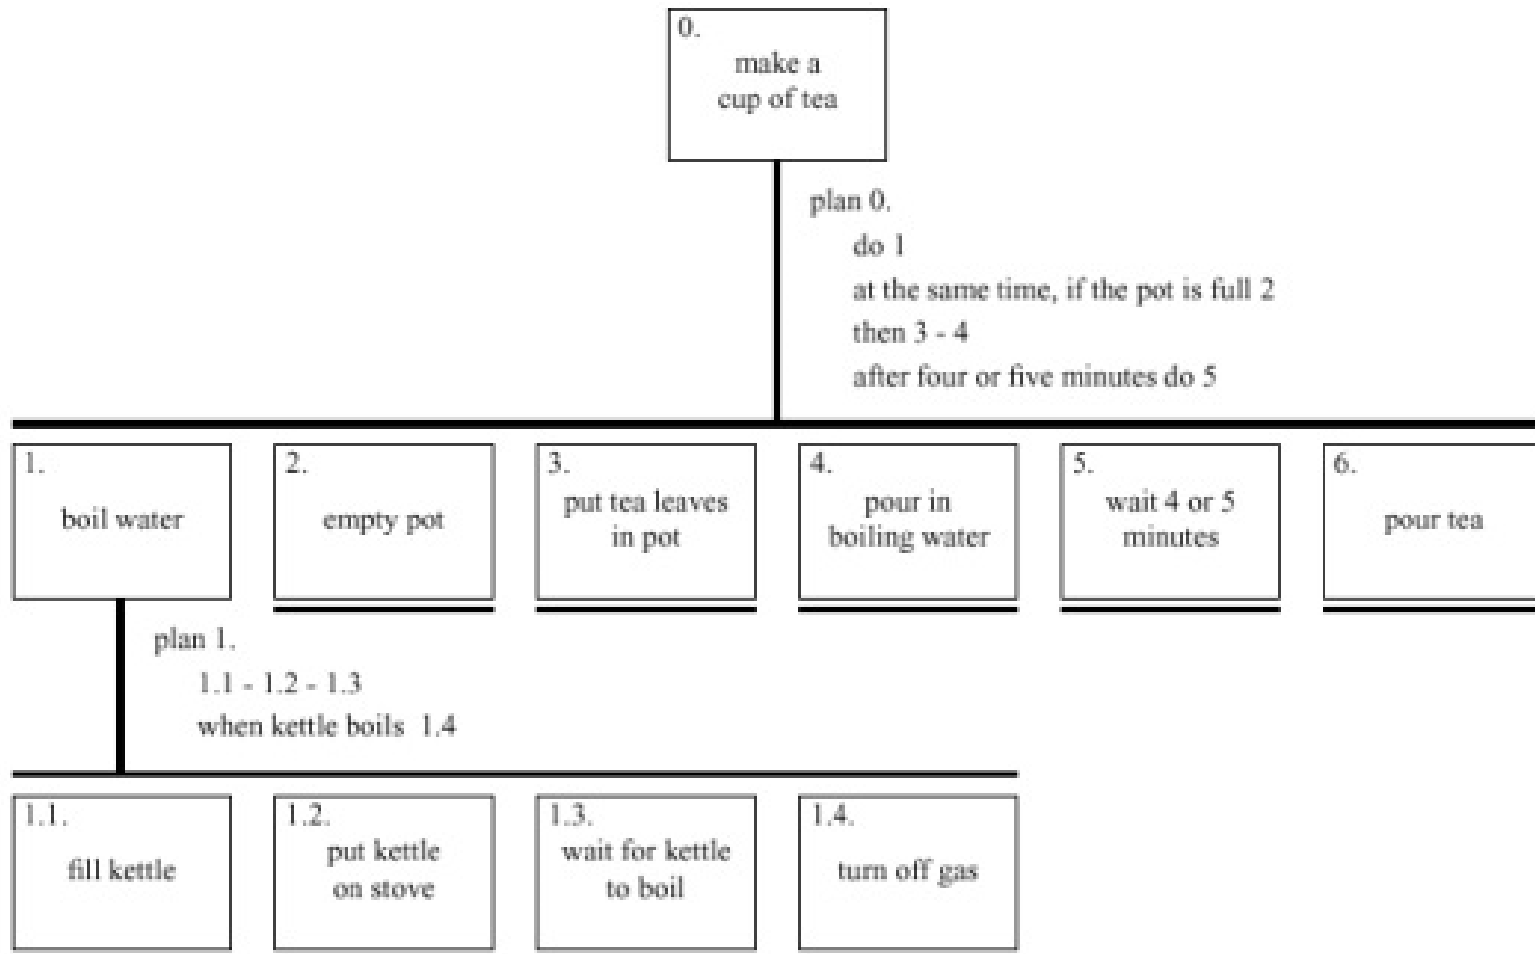 0.
make a
cup of tea
plan 0.
do 1
at the same time, if the pot is full 2
then 3 - 4
after four or five minutes do 5
1.
boil water
2.
empty pot
3.
put tea leaves
in pot
4.
pour in
boiling water
5.
wait 4 or 5
minutes
6.
pour tea
plan 1.
1.1 - 1.2 - 1.3
when kettle boils 1.4
1.1.
fill kettle
1.2.
put kettle
on stove
1.3.
wait for kettle
to boil
1.4.
turn off gas